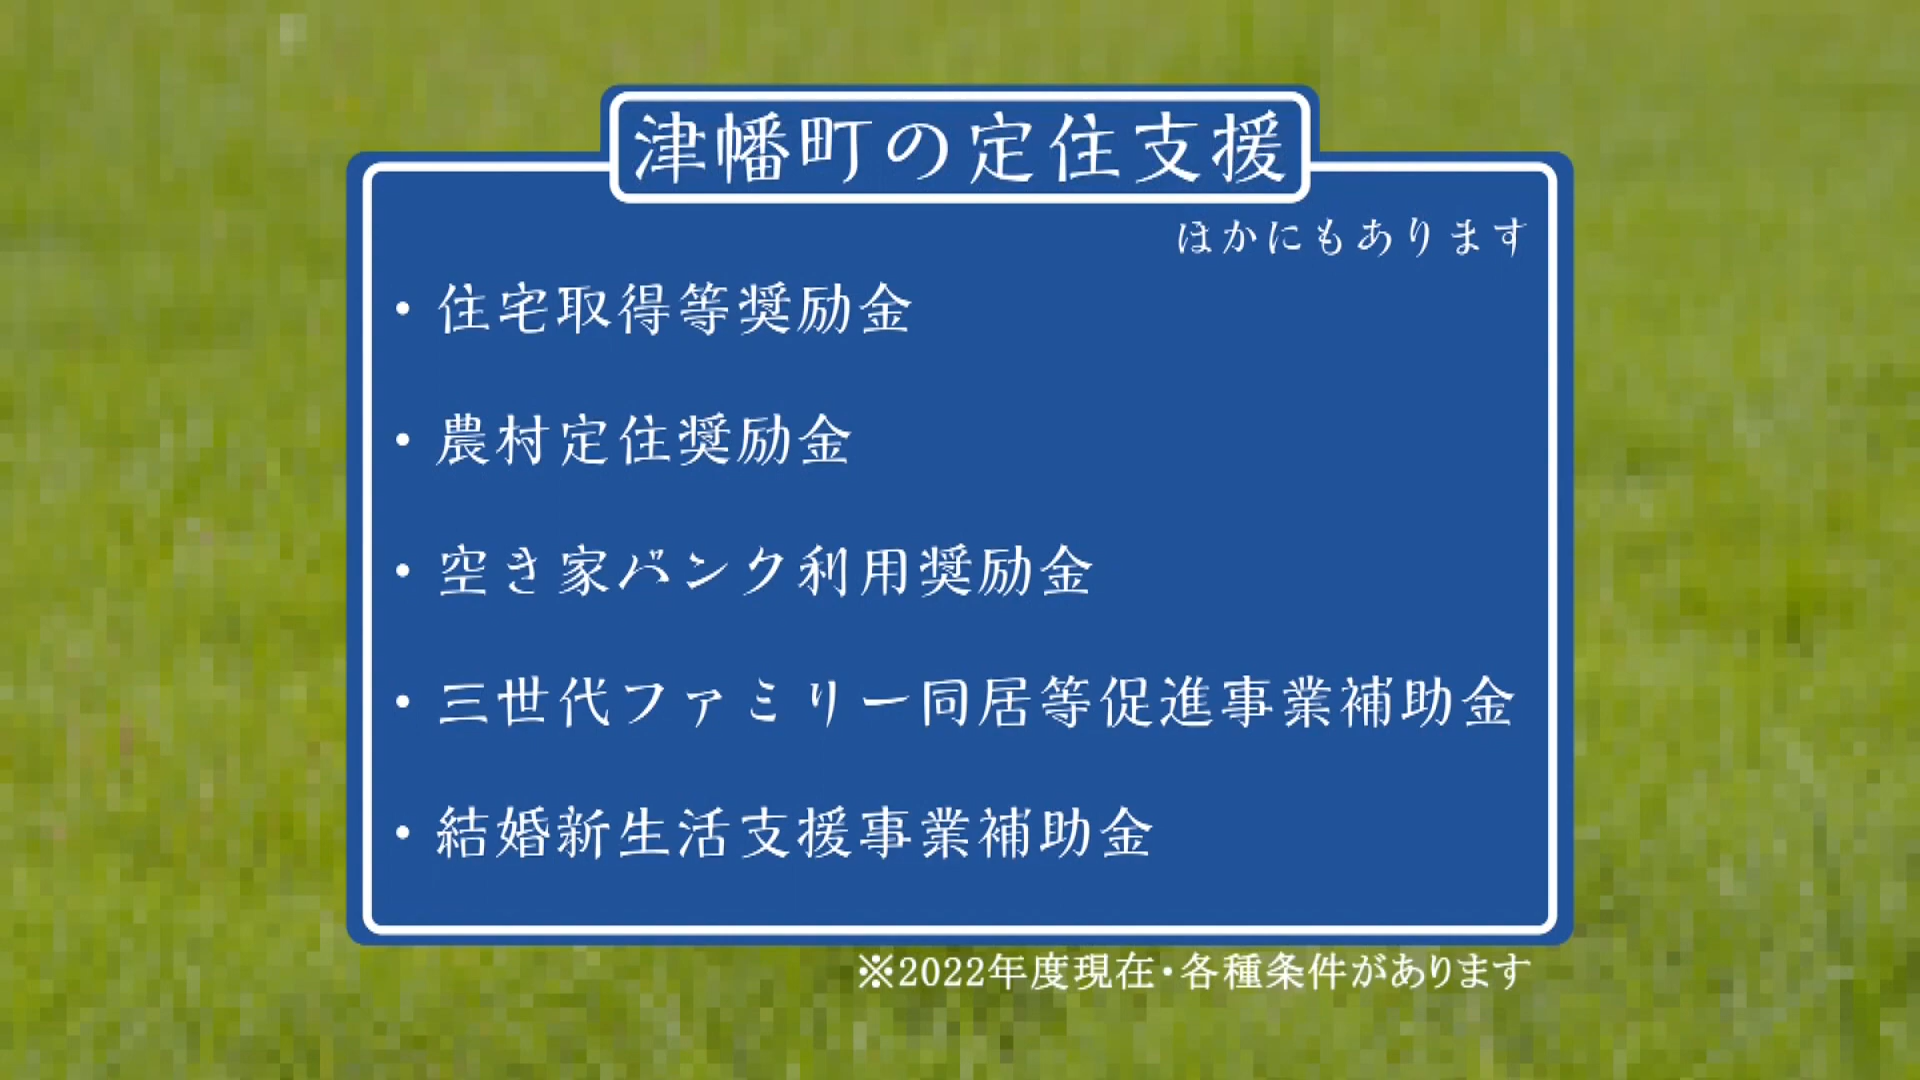 津幡町の定住支援
ほかにもあります
・住宅取得等奨励金
・農村定住奨励金
・空き家バンク利用奨励金
・三世代ファミリー同居等促進事業補助金
・結婚新生活支援事業補助金
※2022年度現在・各種条件があります